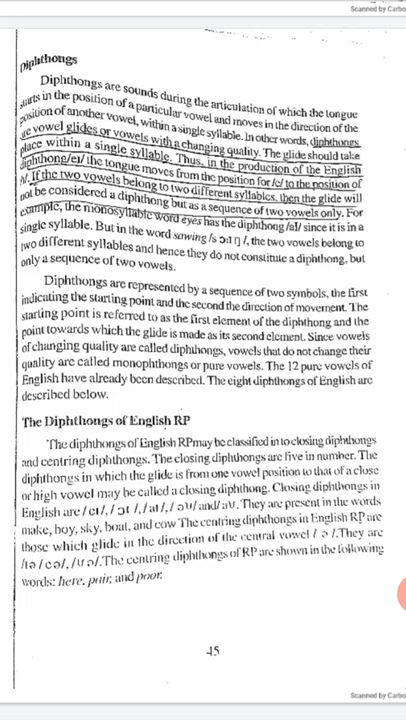 Scanned by Carbo
Diphthongs
Diphthongs are sounds during the articulation of which the tongue
starts in the position of a particular vowel and moves in the direction of the
position of another vowel, within a single syllable. In other words, diphthongs
are vowel glides or vowels with a changing quality. The glide should take
place within a single syllable. Thus, in the production of the English
diphthong/eɪ/ the tongue moves from the position for /e/ to the position of
/ɪ/. If the two vowels belong to two different syllables, then the glide will
not be considered a diphthong but as a sequence of two vowels only. For
example, the monosyllabic word eyes has the diphthong /aɪ/ since it is in a
single syllable. But in the word sawing /s ɔ:ɪ ŋ /, the two vowels belong to
two different syllables and hence they do not constitute a diphthong, but
only a sequence of two vowels.
Diphthongs are represented by a sequence of two symbols, the first
indicating the starting point and the second the direction of movement. The
starting point is referred to as the first element of the diphthong and the
point towards which the glide is made as its second element. Since vowels
of changing quality are called diphthongs, vowels that do not change their
quality are called monophthongs or pure vowels. The 12 pure vowels of
English have already been described. The eight diphthongs of English are
described below.
The Diphthongs of English RP
The diphthongs of English RP may be classified in to closing diphthongs
and centring diphthongs. The closing diphthongs are five in number. The
diphthongs in which the glide is from one vowel position to that of a close
or high vowel may be called a closing diphthong. Closing diphthongs in
English are / eɪ /, / ɔɪ /, / aɪ /, / əʊ/ and/ aʊ/. They are present in the words
make, boy, sky, boat, and cow The centring diphthongs in English RP are
those which glide in the direction of the central vowel / ə /.They are
/ɪə / eə/, /ʊ ə/.The centring diphthongs of RP are shown in the following
words: here, pair, and poor.
45
Scanned by Carbo